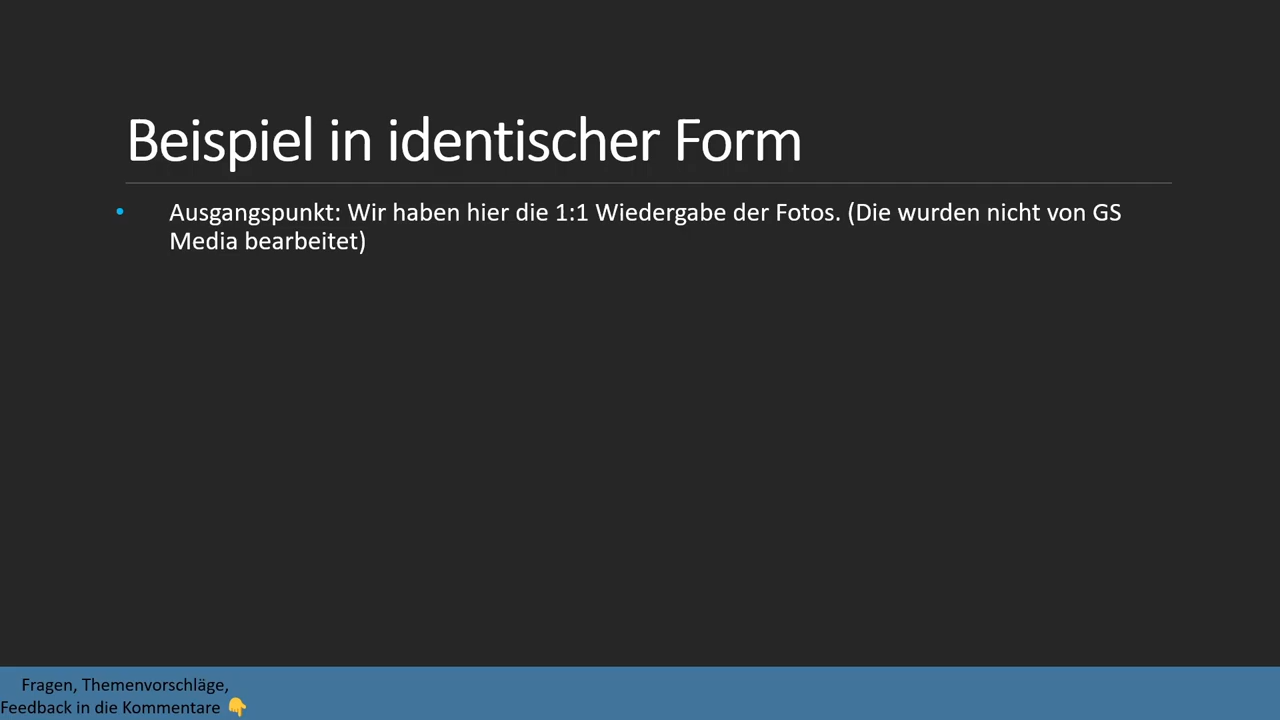 Beispiel in identischer Form
• Ausgangspunkt: Wir haben hier die 1:1 Wiedergabe der Fotos. (Die wurden nicht von GS
Media bearbeitet)
Fragen, Themenvorschläge,
Feedback in die Kommentare 👇